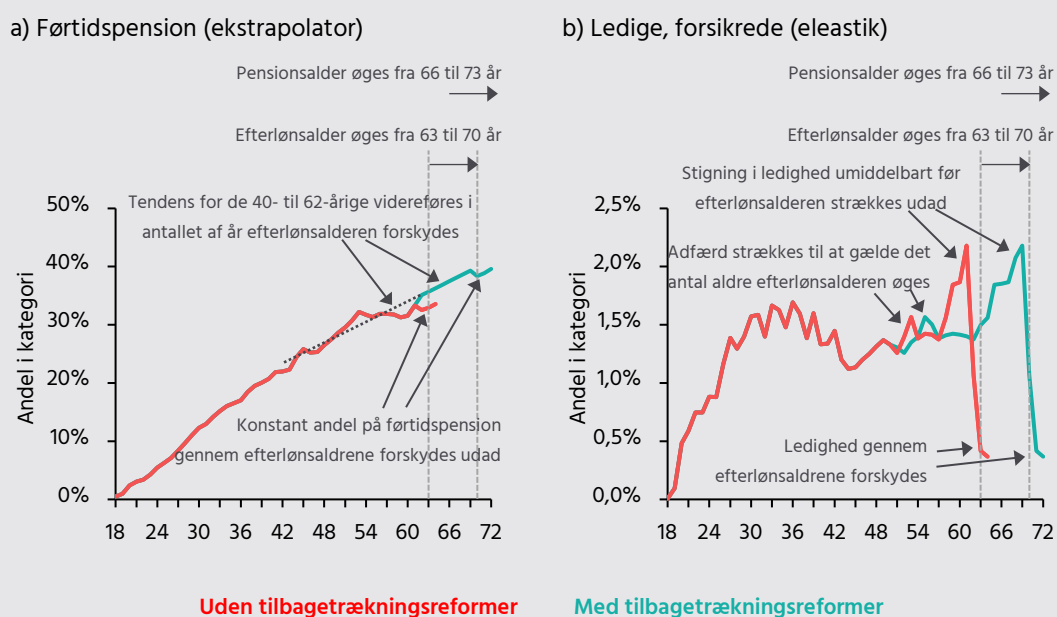 a) Førtidspension (ekstrapolator)
Pensionsalder øges fra 66 til 73 år
Efterlønsalder øges fra 63 til 70 år
Tendens for de 40- til 62-årige videreføres i
antallet af år efterlønsalderen forskydes
50%
40%
30%
20%
10%
0%
Andel i kategori
Konstant andel på førtidspension
gennem efterlønsaldrene forskydes udad
18 24 30 36 42 48 54 60 66 72
b) Ledige, forsikrede (eleastik)
Pensionsalder øges fra 66 til 73 år
Efterlønsalder øges fra 63 til 70 år
Stigning i ledighed umiddelbart før
efterlønsalderen strækkes udad
Adfærd strækkes til at gælde det
antal aldre efterlønsalderen øges
2,5%
2,0%
1,5%
1,0%
0,5%
0,0%
Andel i kategori
Ledighed gennem
efterlønsaldrene forskydes
18 24 30 36 42 48 54 60 66 72
Uden tilbagetrækningsreformer
Med tilbagetrækningsreformer